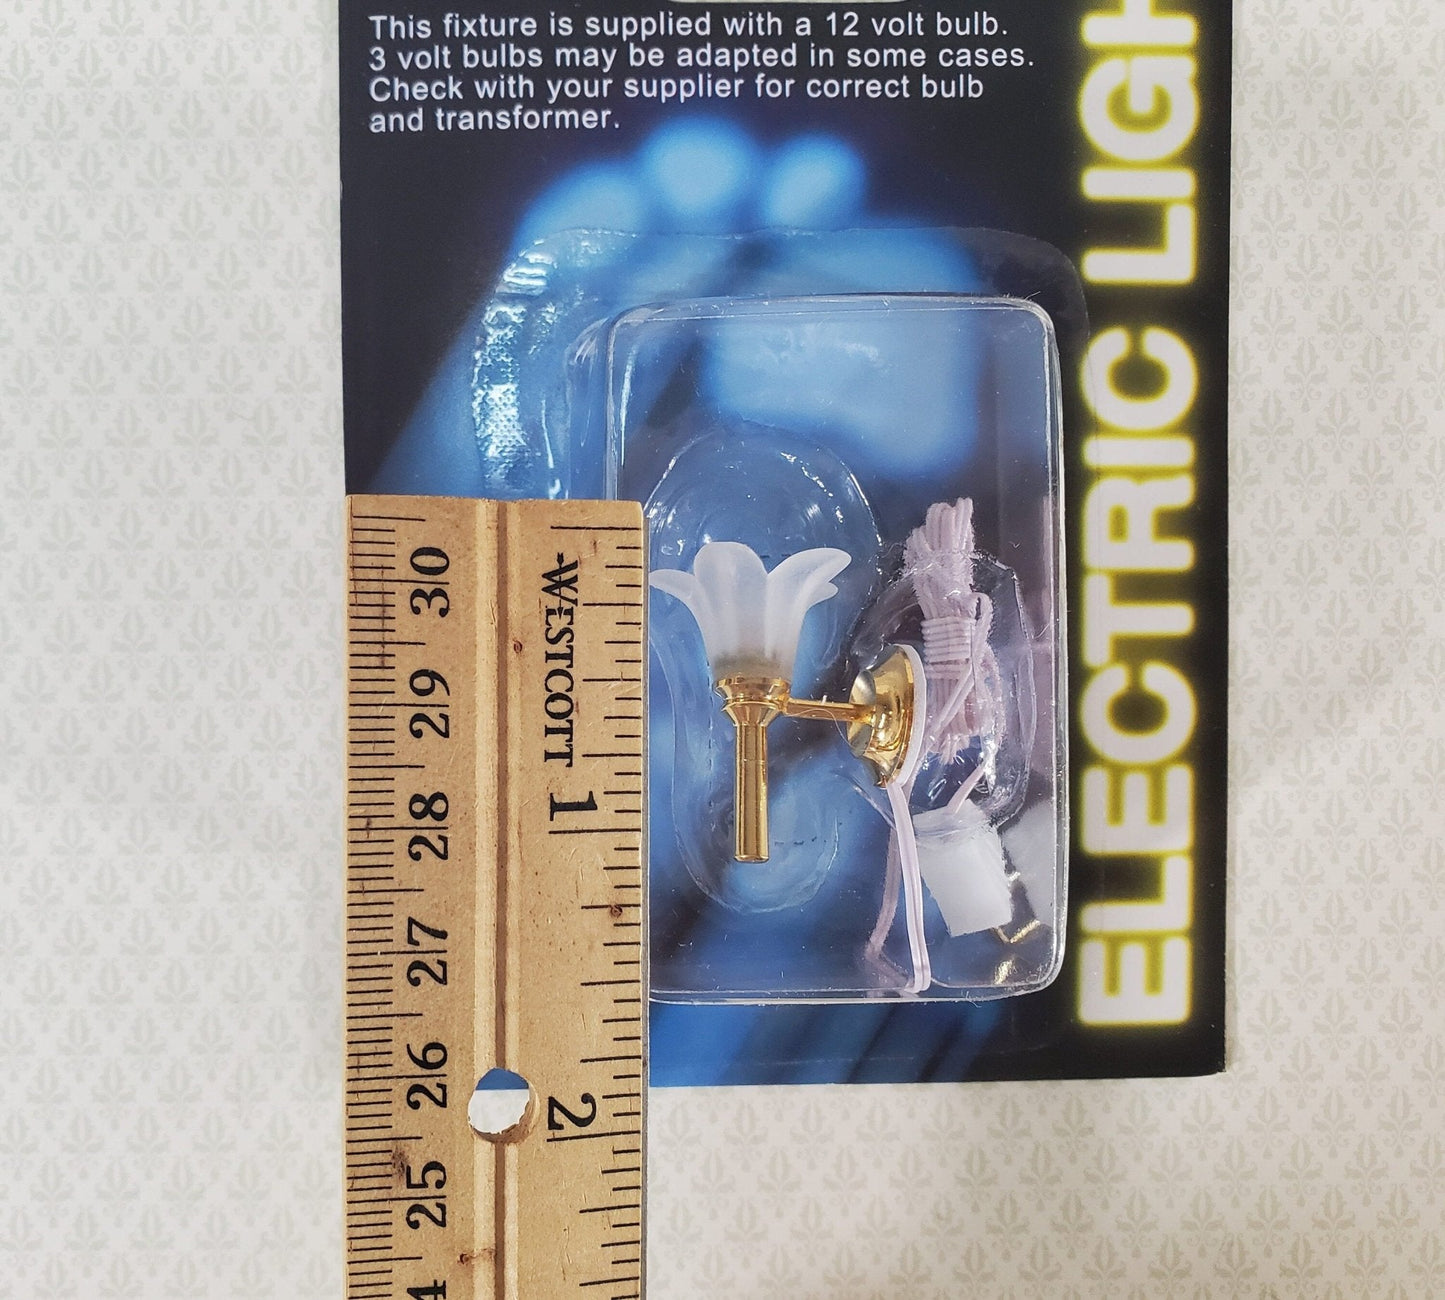 This fixture is supplied with a 12 volt bulb.
3 volt bulbs may be adapted in some cases.
Check with your supplier for correct bulb
and transformer.
ELECTRIC LIGH
WESTCOTT
1
2
30
29
28
27
26
25
4